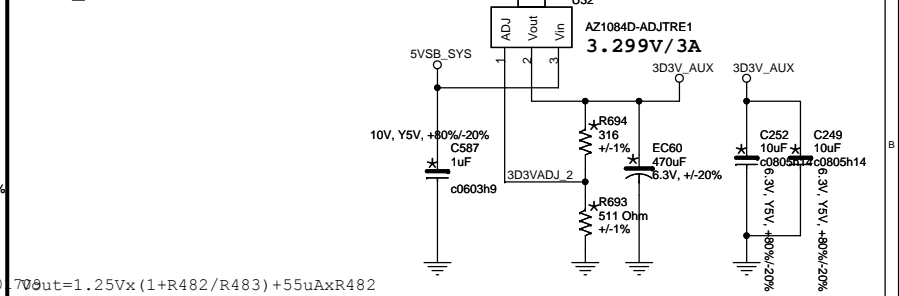 U32
AZ1084D-ADJTRE1
3.299V/3A
ADJ
Vout
Vin
1
2
3
5VSB_SYS
3D3V_AUX
3D3V_AUX
10V, Y5V, +80%/-20%
C587
1uF
c0603h9
R694
316
+/-1%
EC60
470uF
6.3V, +/-20%
3D3VADJ_2
R693
511 Ohm
+/-1%
C252
10uF
c0805h14
6.3V, Y5V, +80%/-20%
C249
10uF
c0805h14
6.3V, Y5V, +80%/-20%
B
%
Vout=1.25Vx(1+R482/R483)+55uAxR482